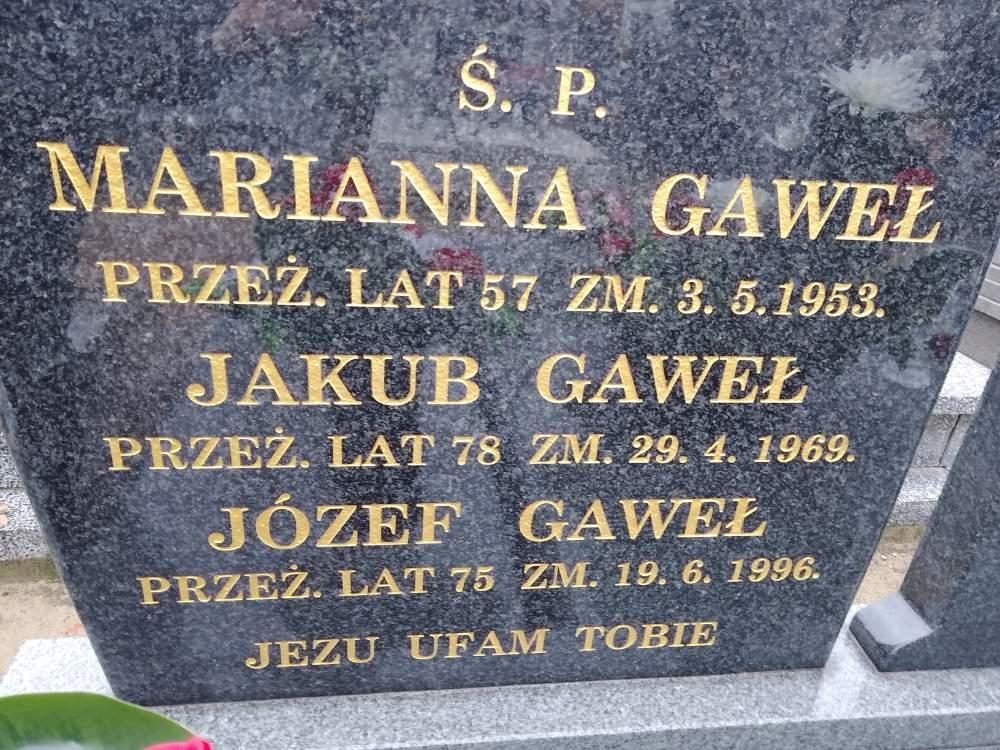 Ś. P.
MARIANNA GAWEŁ
PRZEŻ. LAT 57 ZM. 3. 5. 1953.
JAKUB GAWEŁ
PRZEŻ. LAT 78 ZM. 29. 4. 1969.
JÓZEF GAWEŁ
PRZEŻ. LAT 75 ZM. 19. 6. 1996.
JEZU UFAM TOBIE